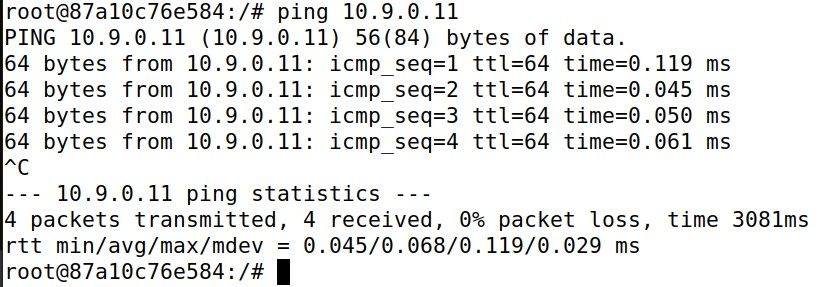 root@87a10c76e584:/# ping 10.9.0.11
PING 10.9.0.11 (10.9.0.11) 56(84) bytes of data.
64 bytes from 10.9.0.11: icmp_seq=1 ttl=64 time=0.119 ms
64 bytes from 10.9.0.11: icmp_seq=2 ttl=64 time=0.045 ms
64 bytes from 10.9.0.11: icmp_seq=3 ttl=64 time=0.050 ms
64 bytes from 10.9.0.11: icmp_seq=4 ttl=64 time=0.061 ms
^C
--- 10.9.0.11 ping statistics ---
4 packets transmitted, 4 received, 0% packet loss, time 3081ms
rtt min/avg/max/mdev = 0.045/0.068/0.119/0.029 ms
root@87a10c76e584:/#